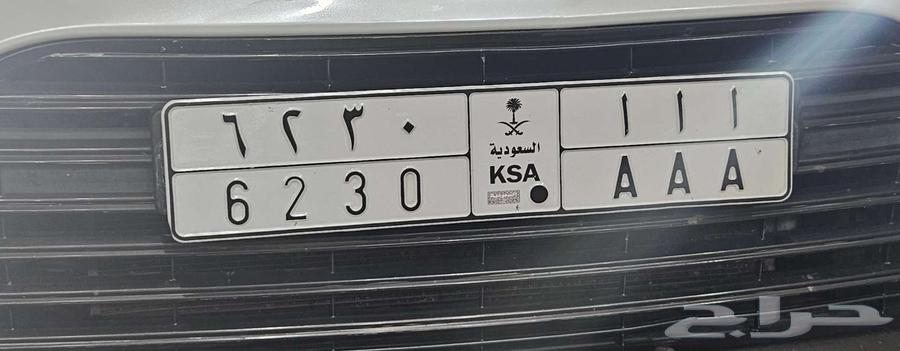 ٦٢٣٠
ا ا ا
السعودية
KSA
6230
A A A
حراج